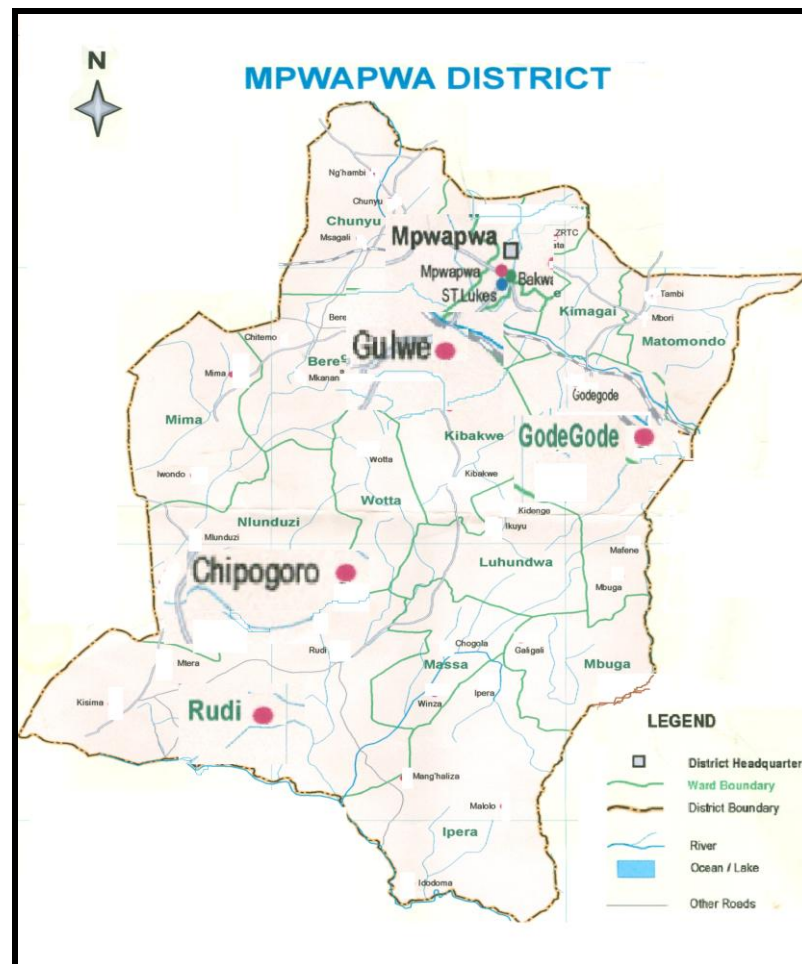 N
MPWAPWA DISTRICT
Ng'hambi
Chunyu
Chunyu
Msagali
Mpwapwa
ZRTC
Mpwapwa
Bakwa
ST.Lukes
Kimagai
Tambi
Mbori
Matomondo
Bere
Chitemo
Gulwe
Bere
Mima
Mkanan
Godegode
Mima
Kibakwe
GodeGode
Wotta
Iwondo
Kibakwe
Wotta
Nlunduzi
Kidenge
Ikuyu
Mlunduzi
Mafene
Luhundwa
Chipogoro
Mbuga
Chogola
Rudi
Galigali
Mtera
Massa
Mbuga
Kisima
Winza
Ipera
Rudi
LEGEND
District Headquarter
Mang'haliza
Ward Boundary
Malolo
District Boundary
Ipera
River
Ocean / Lake
Idodoma
Other Roads